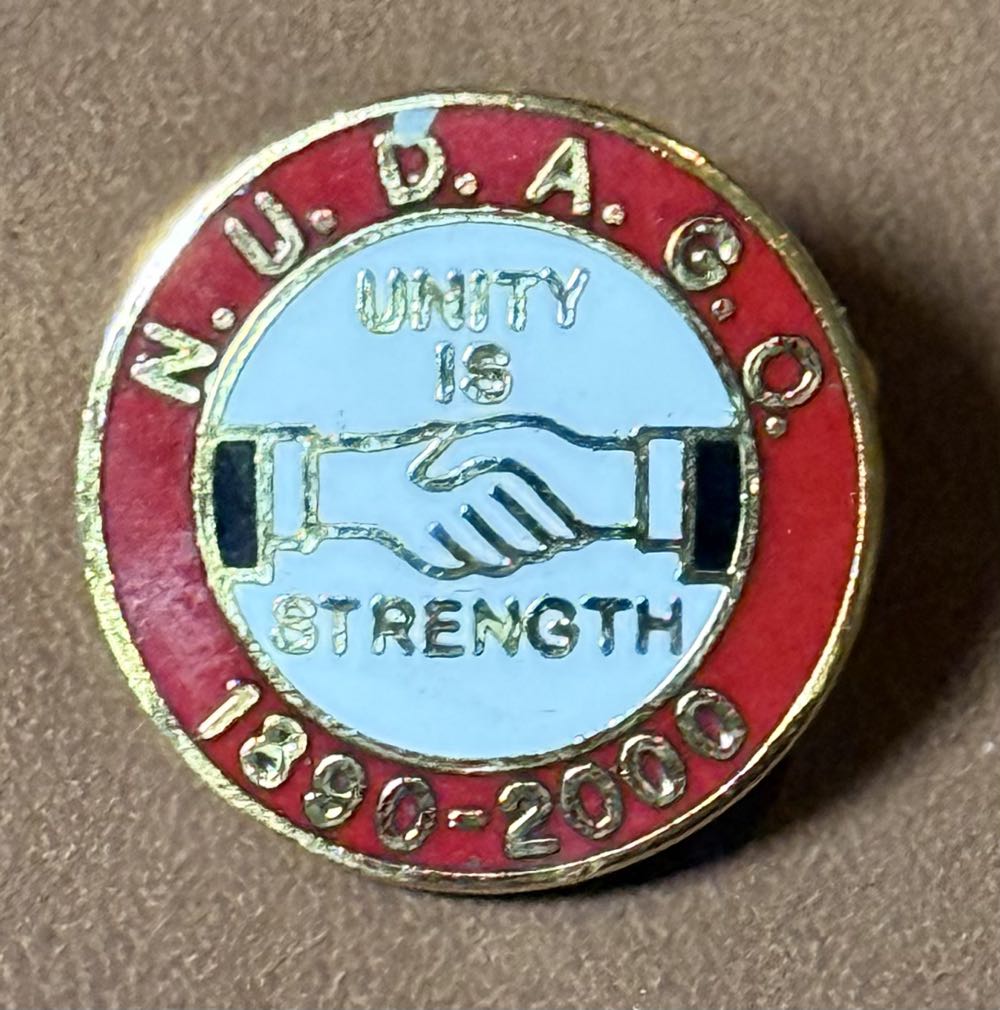 N.U.D.A.G.O.
UNITY
IS
STRENGTH
1890-2000